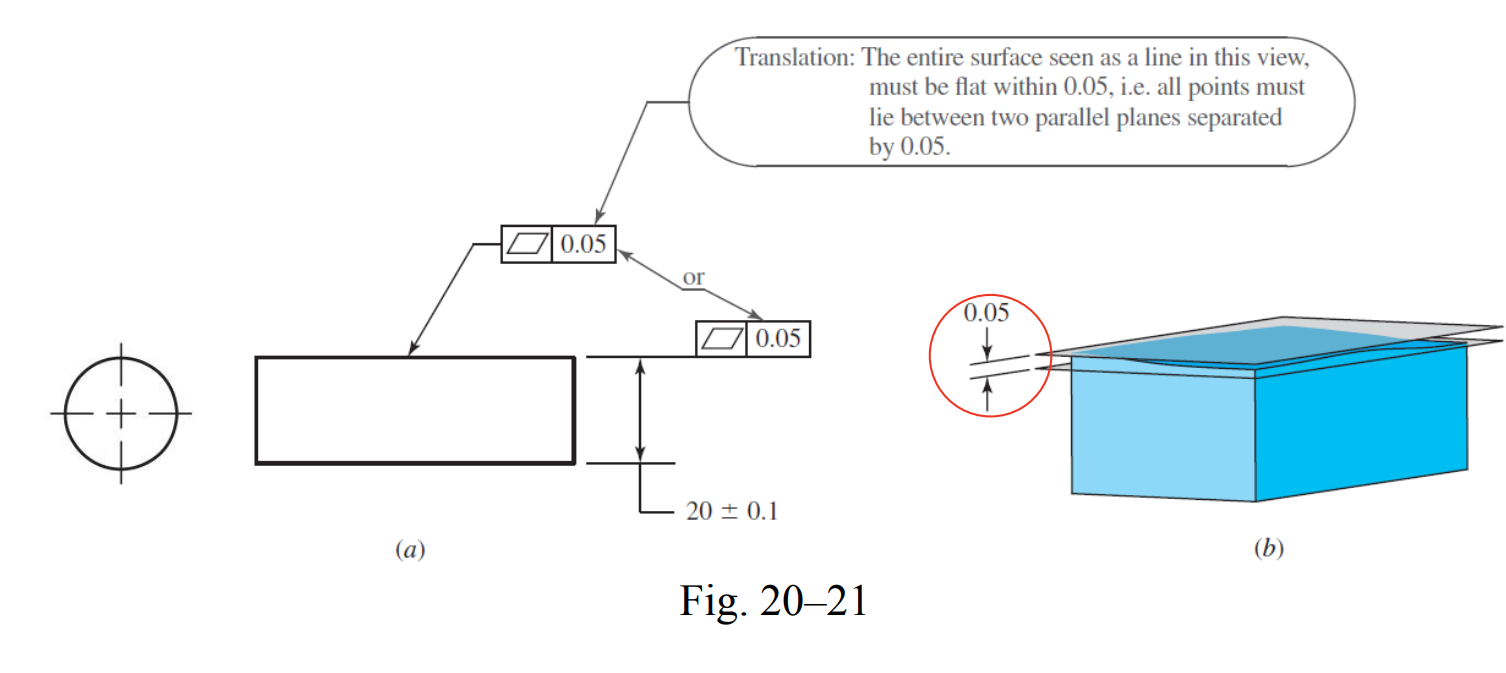 Translation: The entire surface seen as a line in this view,
must be flat within 0.05, i.e. all points must
lie between two parallel planes separated
by 0.05.
0.05
or
0.05
0.05
20 ± 0.1
(a)
(b)
Fig. 20–21